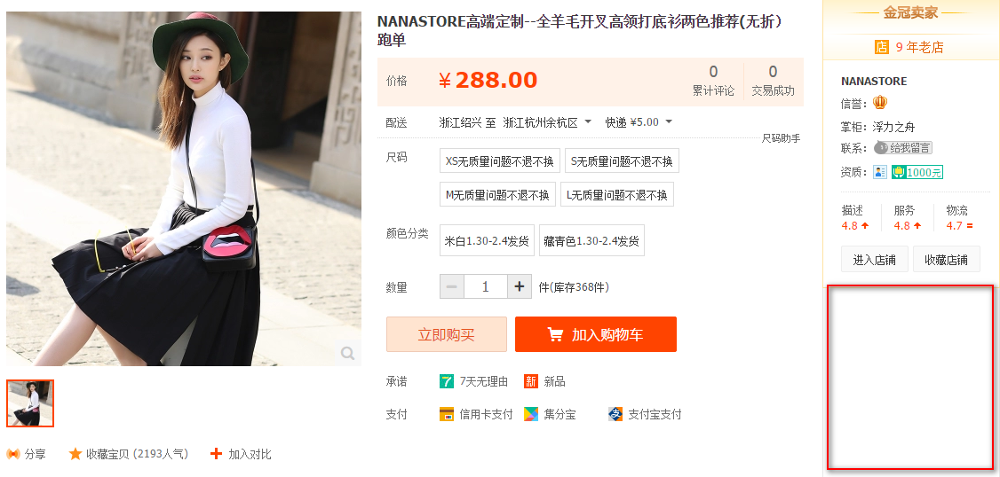 NANASTORE高端定制--全羊毛开叉高领打底衫两色推荐(无折）
跑单
价格
¥ 288.00
0
累计评论
0
交易成功
配送
浙江绍兴 至 浙江杭州余杭区 快递 ¥5.00
尺码助手
尺码
XS无质量问题不退不换
S无质量问题不退不换
M无质量问题不退不换
L无质量问题不退不换
颜色分类
米白1.30-2.4发货
藏青色1.30-2.4发货
数量
1
件(库存368件)
立即购买
加入购物车
承诺
7 7天无理由
新 新品
支付
信用卡支付
集分宝
支 支付宝支付
分享
收藏宝贝 (2193人气)
加入对比
金冠卖家
店 9 年老店
NANASTORE
信誉：
掌柜：浮力之舟
联系：给我留言
资质：1000元
描述 服务 物流
4.8 4.8 4.7
进入店铺
收藏店铺